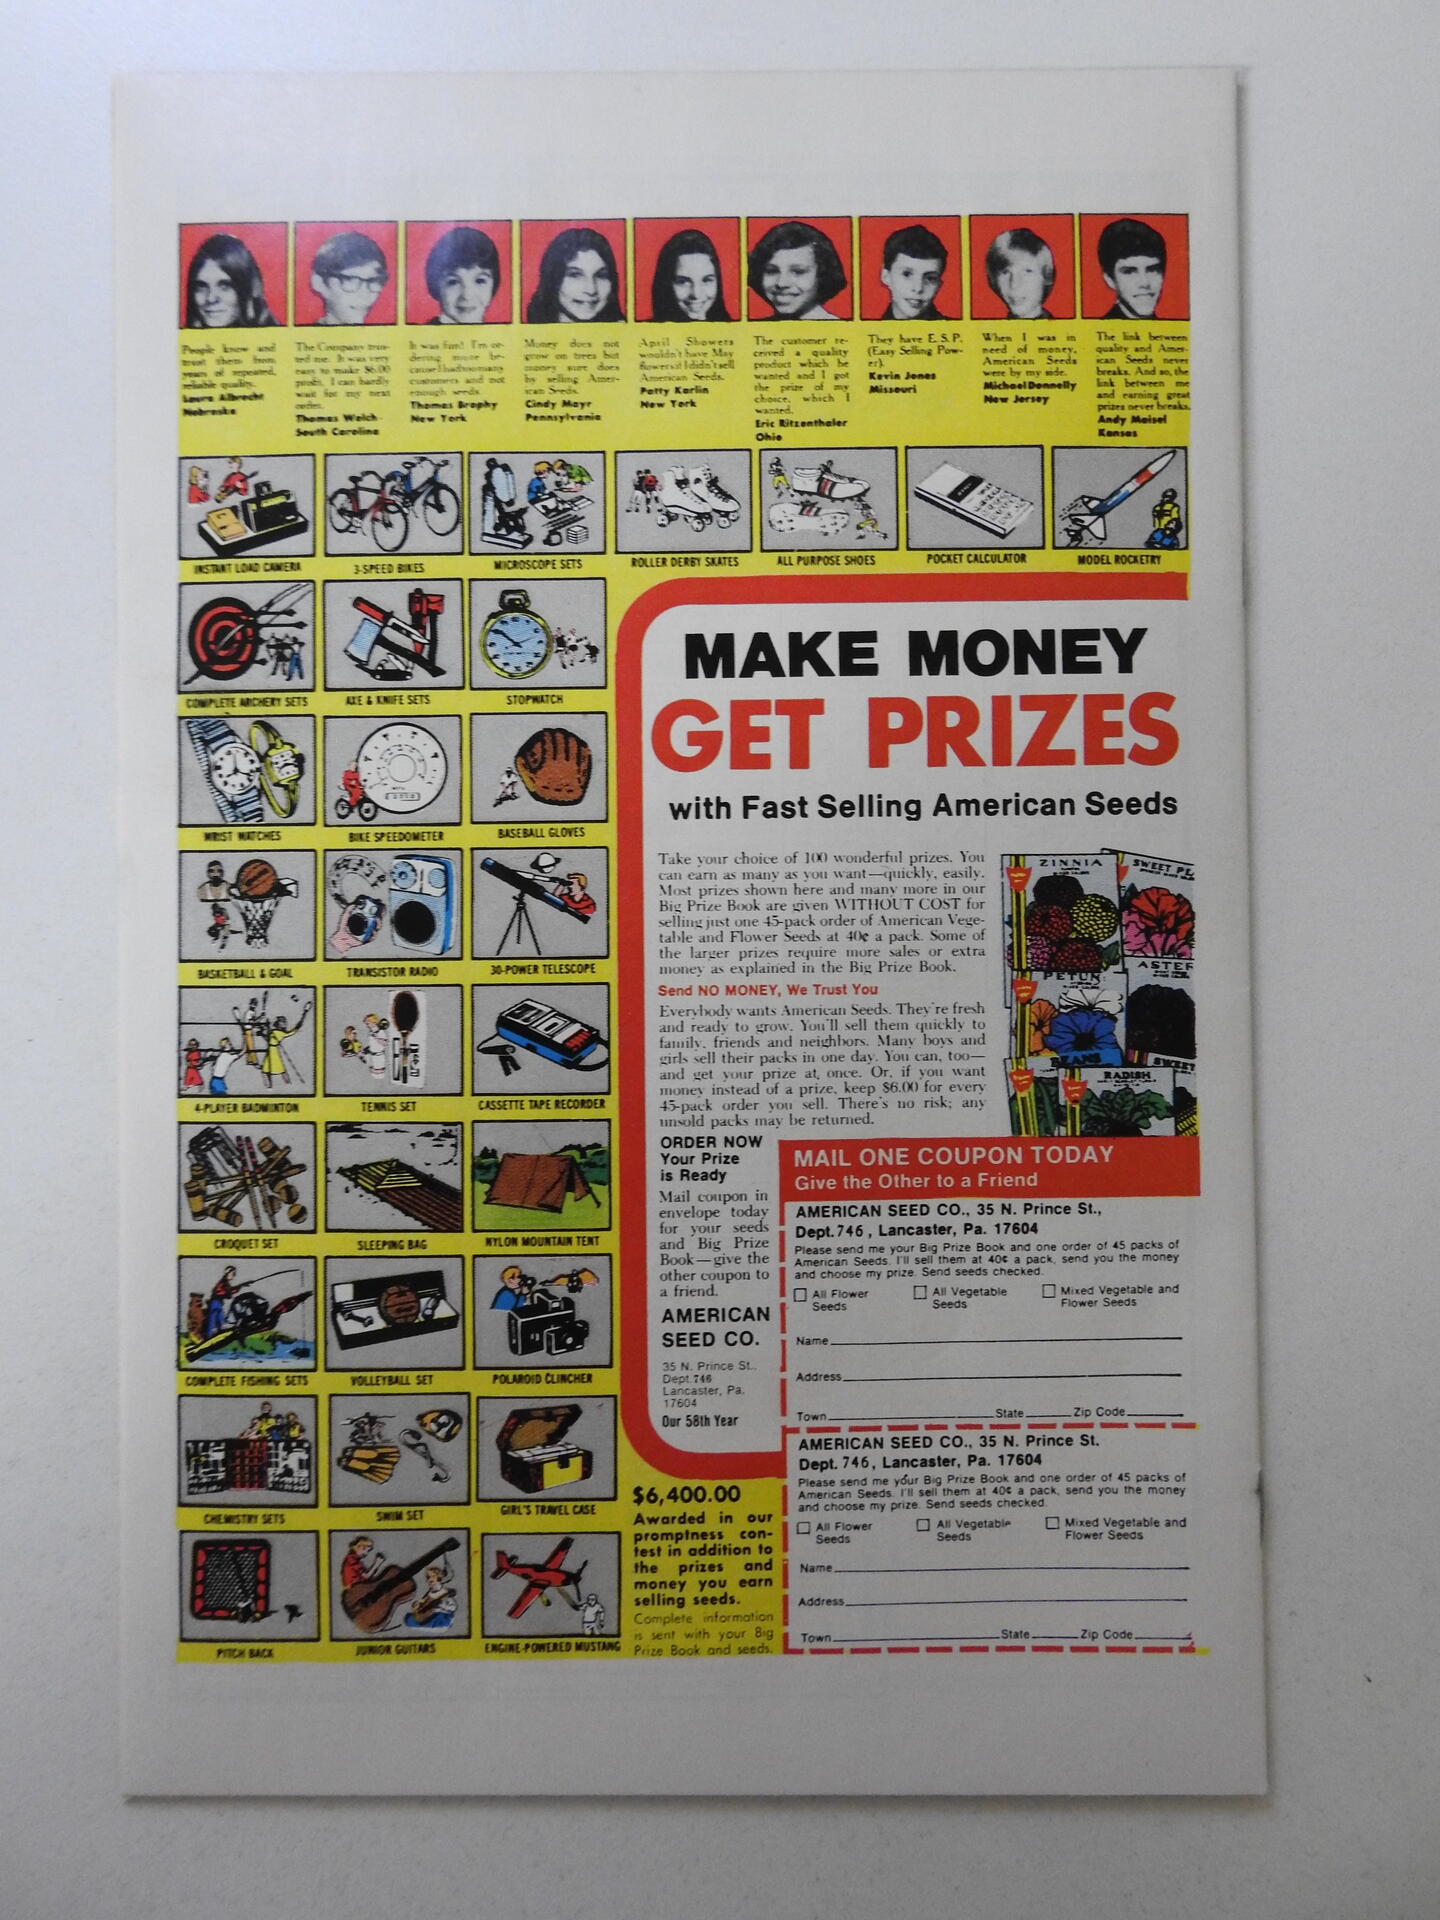 People know and
trust them from
years of repeated,
reliable quality.
Laura Albrecht
Nebraska
The Company trus-
ted me. It was very
easy to make $6.00
profit. I can hardly
wait for my next
order.
Thomas Welch
South Carolina
It was fun! I'm or-
dering more be-
cause I had too many
customers and not
enough seeds.
Thomas Brophy
New York
Money does not
grow on trees but
money sure does
by selling Amer-
ican Seeds.
Cindy Mayr
Pennsylvania
April Showers
wouldn't have May
flowers if I didn't sell
American Seeds.
Patty Karlin
New York
The customer re-
ceived a quality
product which he
wanted and I got
the prize of my
choice, which I
wanted.
Eric Ritzenthaler
Ohio
They have E. S. P.
(Easy Selling Pow-
er).
Kevin Jones
Missouri
When I was in
need of money,
American Seeds
were by my side.
Michael Donnelly
New Jersey
The link between
quality and Amer-
ican Seeds never
breaks. And so, the
link between me
and earning great
prizes never breaks.
Andy Maisel
Kansas
INSTANT LOAD CAMERA
3-SPEED BIKES
MICROSCOPE SETS
ROLLER DERBY SKATES
ALL PURPOSE SHOES
POCKET CALCULATOR
MODEL ROCKETRY
COMPLETE ARCHERY SETS
AXE & KNIFE SETS
STOPWATCH
WRIST WATCHES
BIKE SPEEDOMETER
BASEBALL GLOVES
BASKETBALL & GOAL
TRANSISTOR RADIO
30-POWER TELESCOPE
4-PLAYER BADMINTON
TENNIS SET
CASSETTE TAPE RECORDER
CROQUET SET
SLEEPING BAG
NYLON MOUNTAIN TENT
COMPLETE FISHING SETS
VOLLEYBALL SET
POLAROID CLINCHER
CHEMISTRY SETS
SWIM SET
GIRL'S TRAVEL CASE
PITCH BACK
JUNIOR GUITARS
ENGINE-POWERED MUSTANG
MAKE MONEY
GET PRIZES
with Fast Selling American Seeds
Take your choice of 100 wonderful prizes. You
can earn as many as you want—quickly, easily.
Most prizes shown here and many more in our
Big Prize Book are given WITHOUT COST for
selling just one 45-pack order of American Vege-
table and Flower Seeds at 40¢ a pack. Some of
the larger prizes require more sales or extra
money as explained in the Big Prize Book.
Send NO MONEY, We Trust You
Everybody wants American Seeds. They're fresh
and ready to grow. You'll sell them quickly to
family, friends and neighbors. Many boys and
girls sell their packs in one day. You can, too—
and get your prize at once. Or, if you want
money instead of a prize, keep $6.00 for every
45-pack order you sell. There's no risk; any
unsold packs may be returned.
ZINNIA
SWEET PE
ASTER
PETUN
BEANS
SWEET
RADISH
ORDER NOW
Your Prize
is Ready
Mail coupon in
envelope today
for your seeds
and Big Prize
Book—give the
other coupon to
a friend.
AMERICAN
SEED CO.
35 N. Prince St.,
Dept. 746
Lancaster, Pa.
17604
Our 58th Year
$6,400.00
Awarded in our
promptness con-
test in addition to
the prizes and
money you earn
selling seeds.
Complete information
is sent with your Big
Prize Book and seeds.
MAIL ONE COUPON TODAY
Give the Other to a Friend
AMERICAN SEED CO., 35 N. Prince St.,
Dept. 746, Lancaster, Pa. 17604
Please send me your Big Prize Book and one order of 45 packs of
American Seeds. I'll sell them at 40¢ a pack, send you the money
and choose my prize. Send seeds checked.
All Flower
Seeds
All Vegetable
Seeds
Mixed Vegetable and
Flower Seeds
Name
Address
Town State Zip Code
AMERICAN SEED CO., 35 N. Prince St.
Dept. 746, Lancaster, Pa. 17604
Please send me your Big Prize Book and one order of 45 packs of
American Seeds. I'll sell them at 40¢ a pack, send you the money
and choose my prize. Send seeds checked.
All Flower
Seeds
All Vegetable
Seeds
Mixed Vegetable and
Flower Seeds
Name
Address
Town State Zip Code